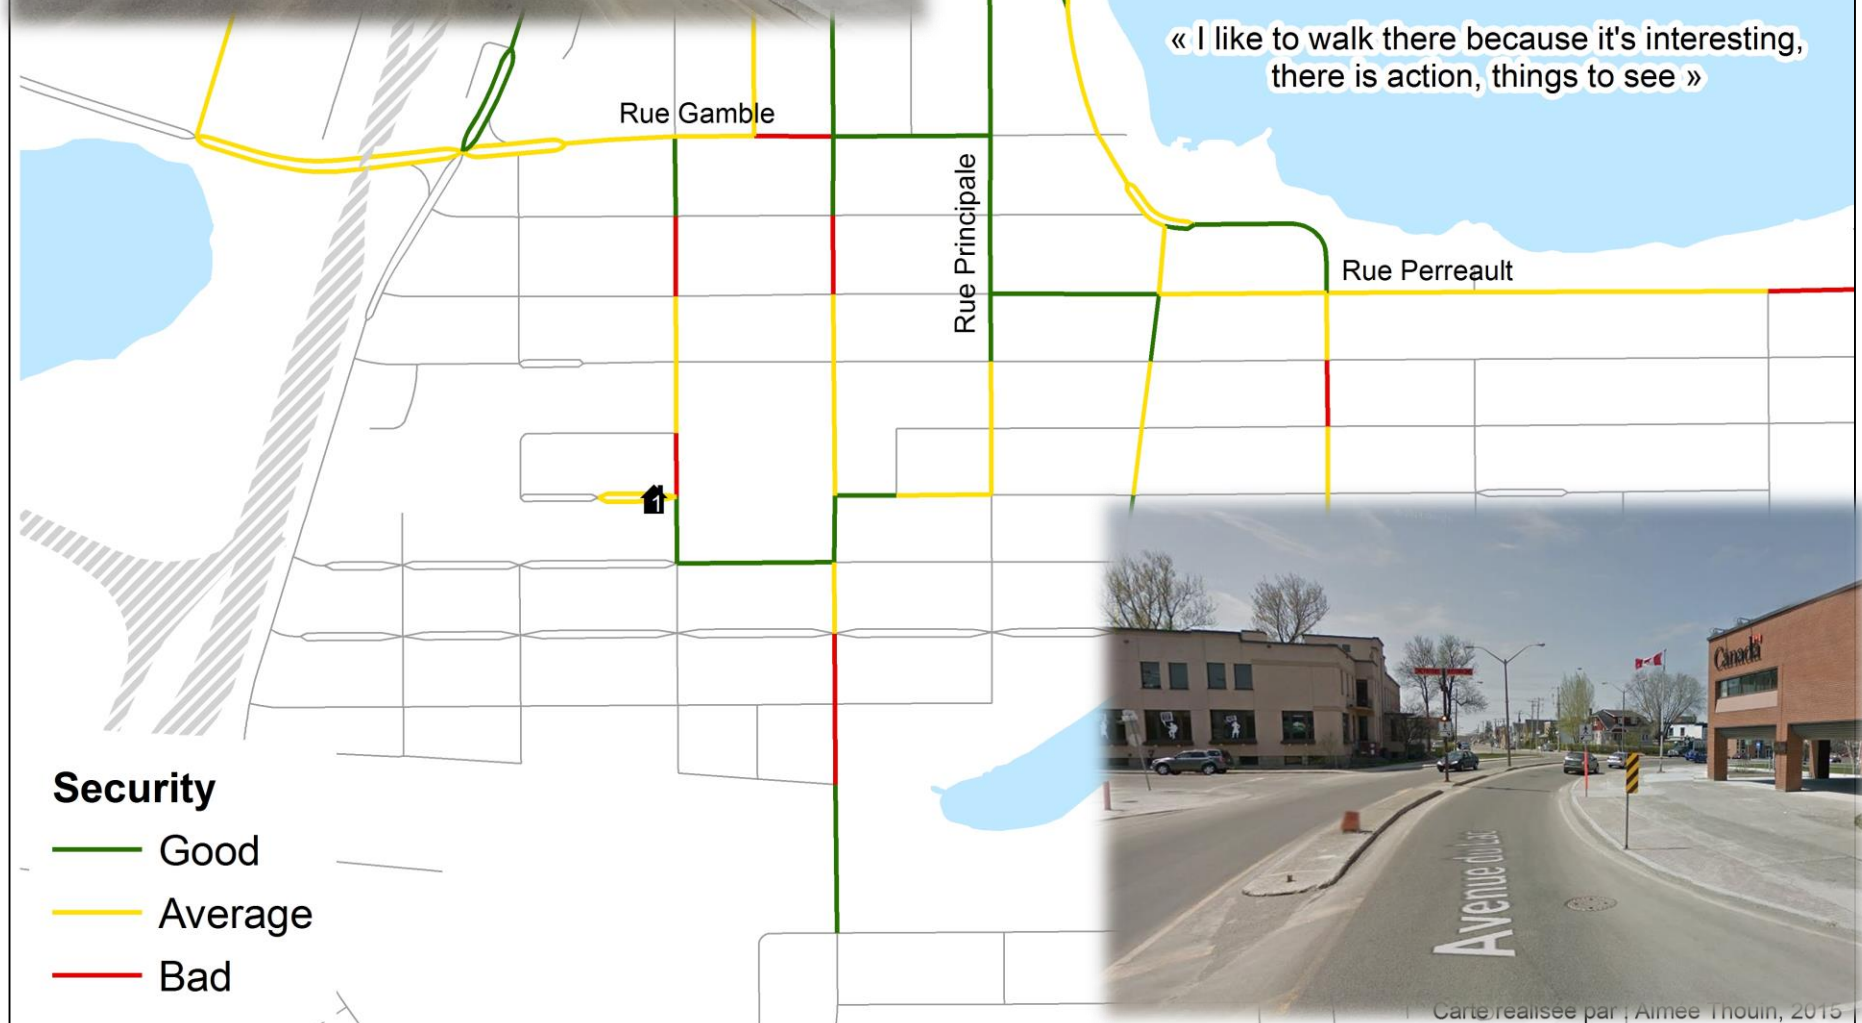 « I like to walk there because it's interesting,
there is action, things to see »
Rue Gamble
Rue Principale
Rue Perreault
1
Security
Good
Average
Bad
Canada
Avenue du Lac
Carte réalisée par : Aimée Thouin, 2015